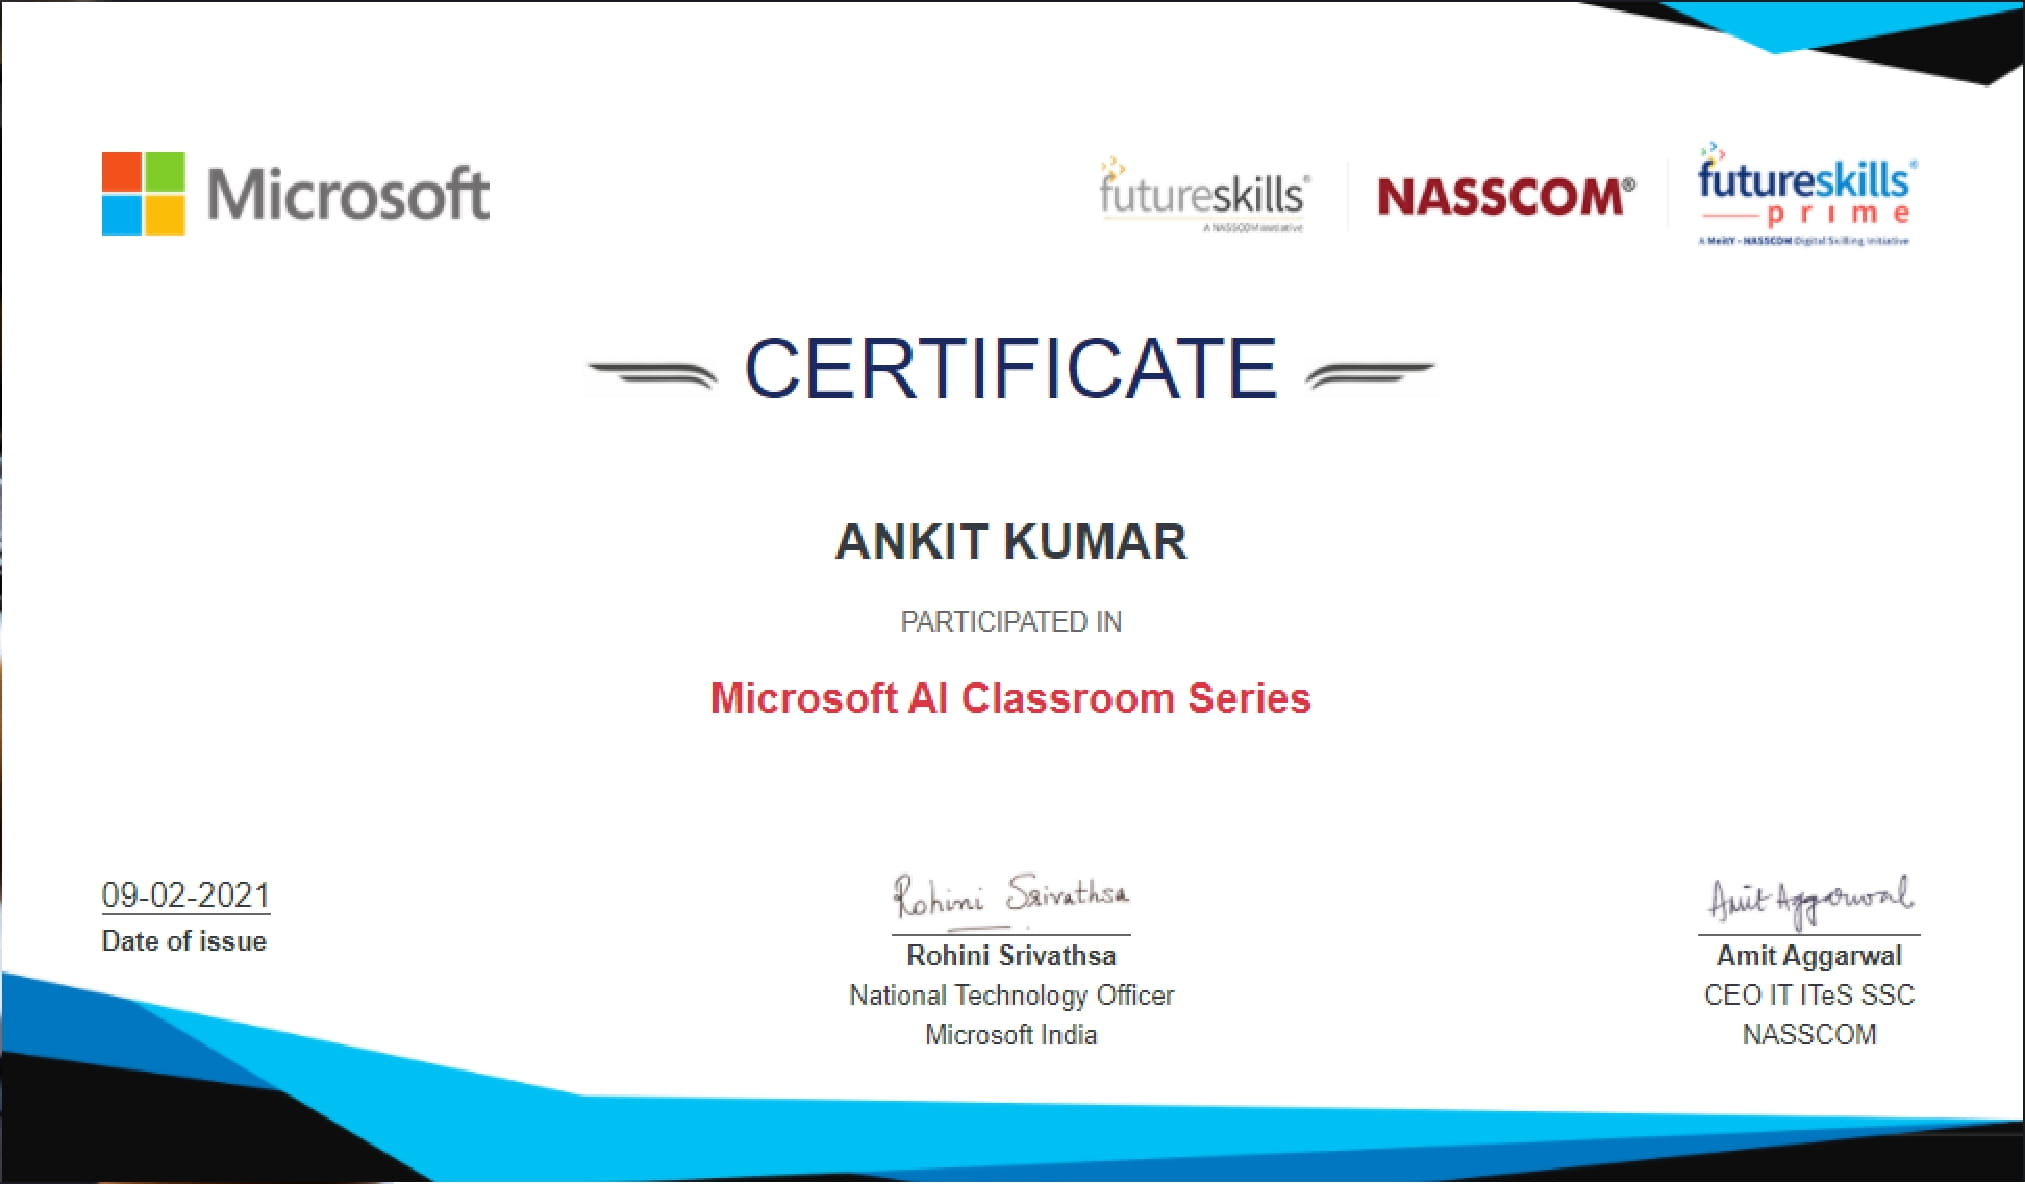 Microsoft
futureskills®
A NASSCOM Initiative
NASSCOM®
futureskills®
prime
A MeitY - NASSCOM Digital Skilling Initiative
CERTIFICATE
ANKIT KUMAR
PARTICIPATED IN
Microsoft AI Classroom Series
09-02-2021
Date of issue
Rohini Srivathsa
Rohini Srivathsa
National Technology Officer
Microsoft India
Amit Aggarwal
Amit Aggarwal
CEO IT ITeS SSC
NASSCOM